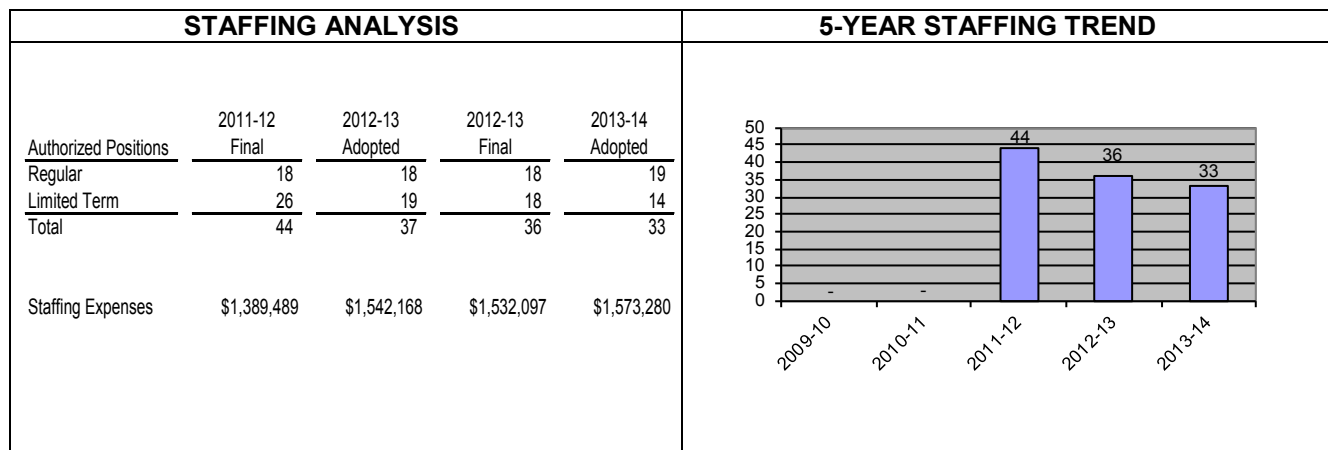 STAFFING ANALYSIS
2011-12 2012-13 2012-13 2013-14
Authorized Positions Final Adopted Final Adopted
Regular 18 18 18 19
Limited Term 26 19 18 14
Total 44 37 36 33
Staffing Expenses $1,389,489 $1,542,168 $1,532,097 $1,573,280
5-YEAR STAFFING TREND
50
45
40
35
30
25
20
15
10
5
0
- - 44 36 33
2009-10 2010-11 2011-12 2012-13 2013-14